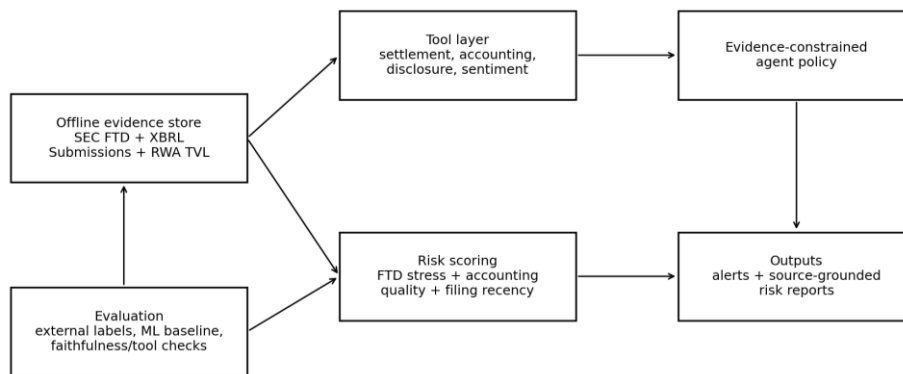 Tool layer
settlement, accounting,
disclosure, sentiment
Evidence-constrained
agent policy
Offline evidence store
SEC FTD + XBRL
Submissions + RWA TVL
Risk scoring
FTD stress + accounting
quality + filing recency
Outputs
alerts + source-grounded
risk reports
Evaluation
external labels, ML baseline,
faithfulness/tool checks